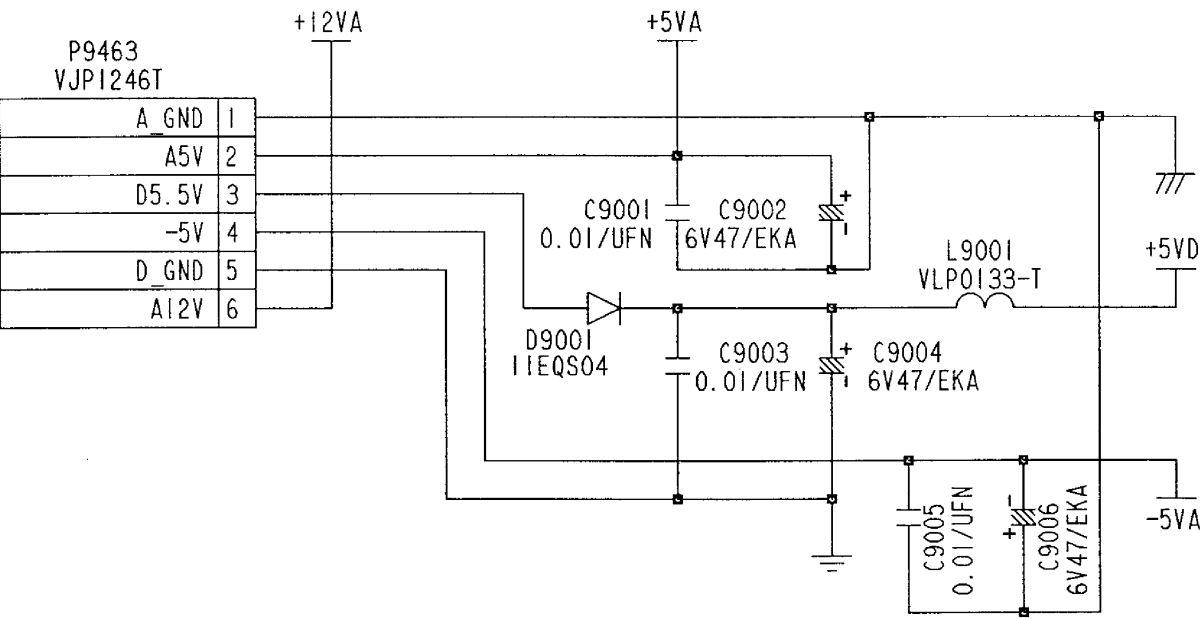 +12VA
+5VA
P9463
VJP1246T
A_GND 1
A5V 2
D5.5V 3
-5V 4
D_GND 5
A12V 6
C9001
0.01/UFN
C9002
6V47/EKA
+
-
L9001
VLP0133-T
+5VD
D9001
11EQS04
C9003
0.01/UFN
+
-
C9004
6V47/EKA
C9005
0.01/UFN
-
+
C9006
6V47/EKA
-5VA